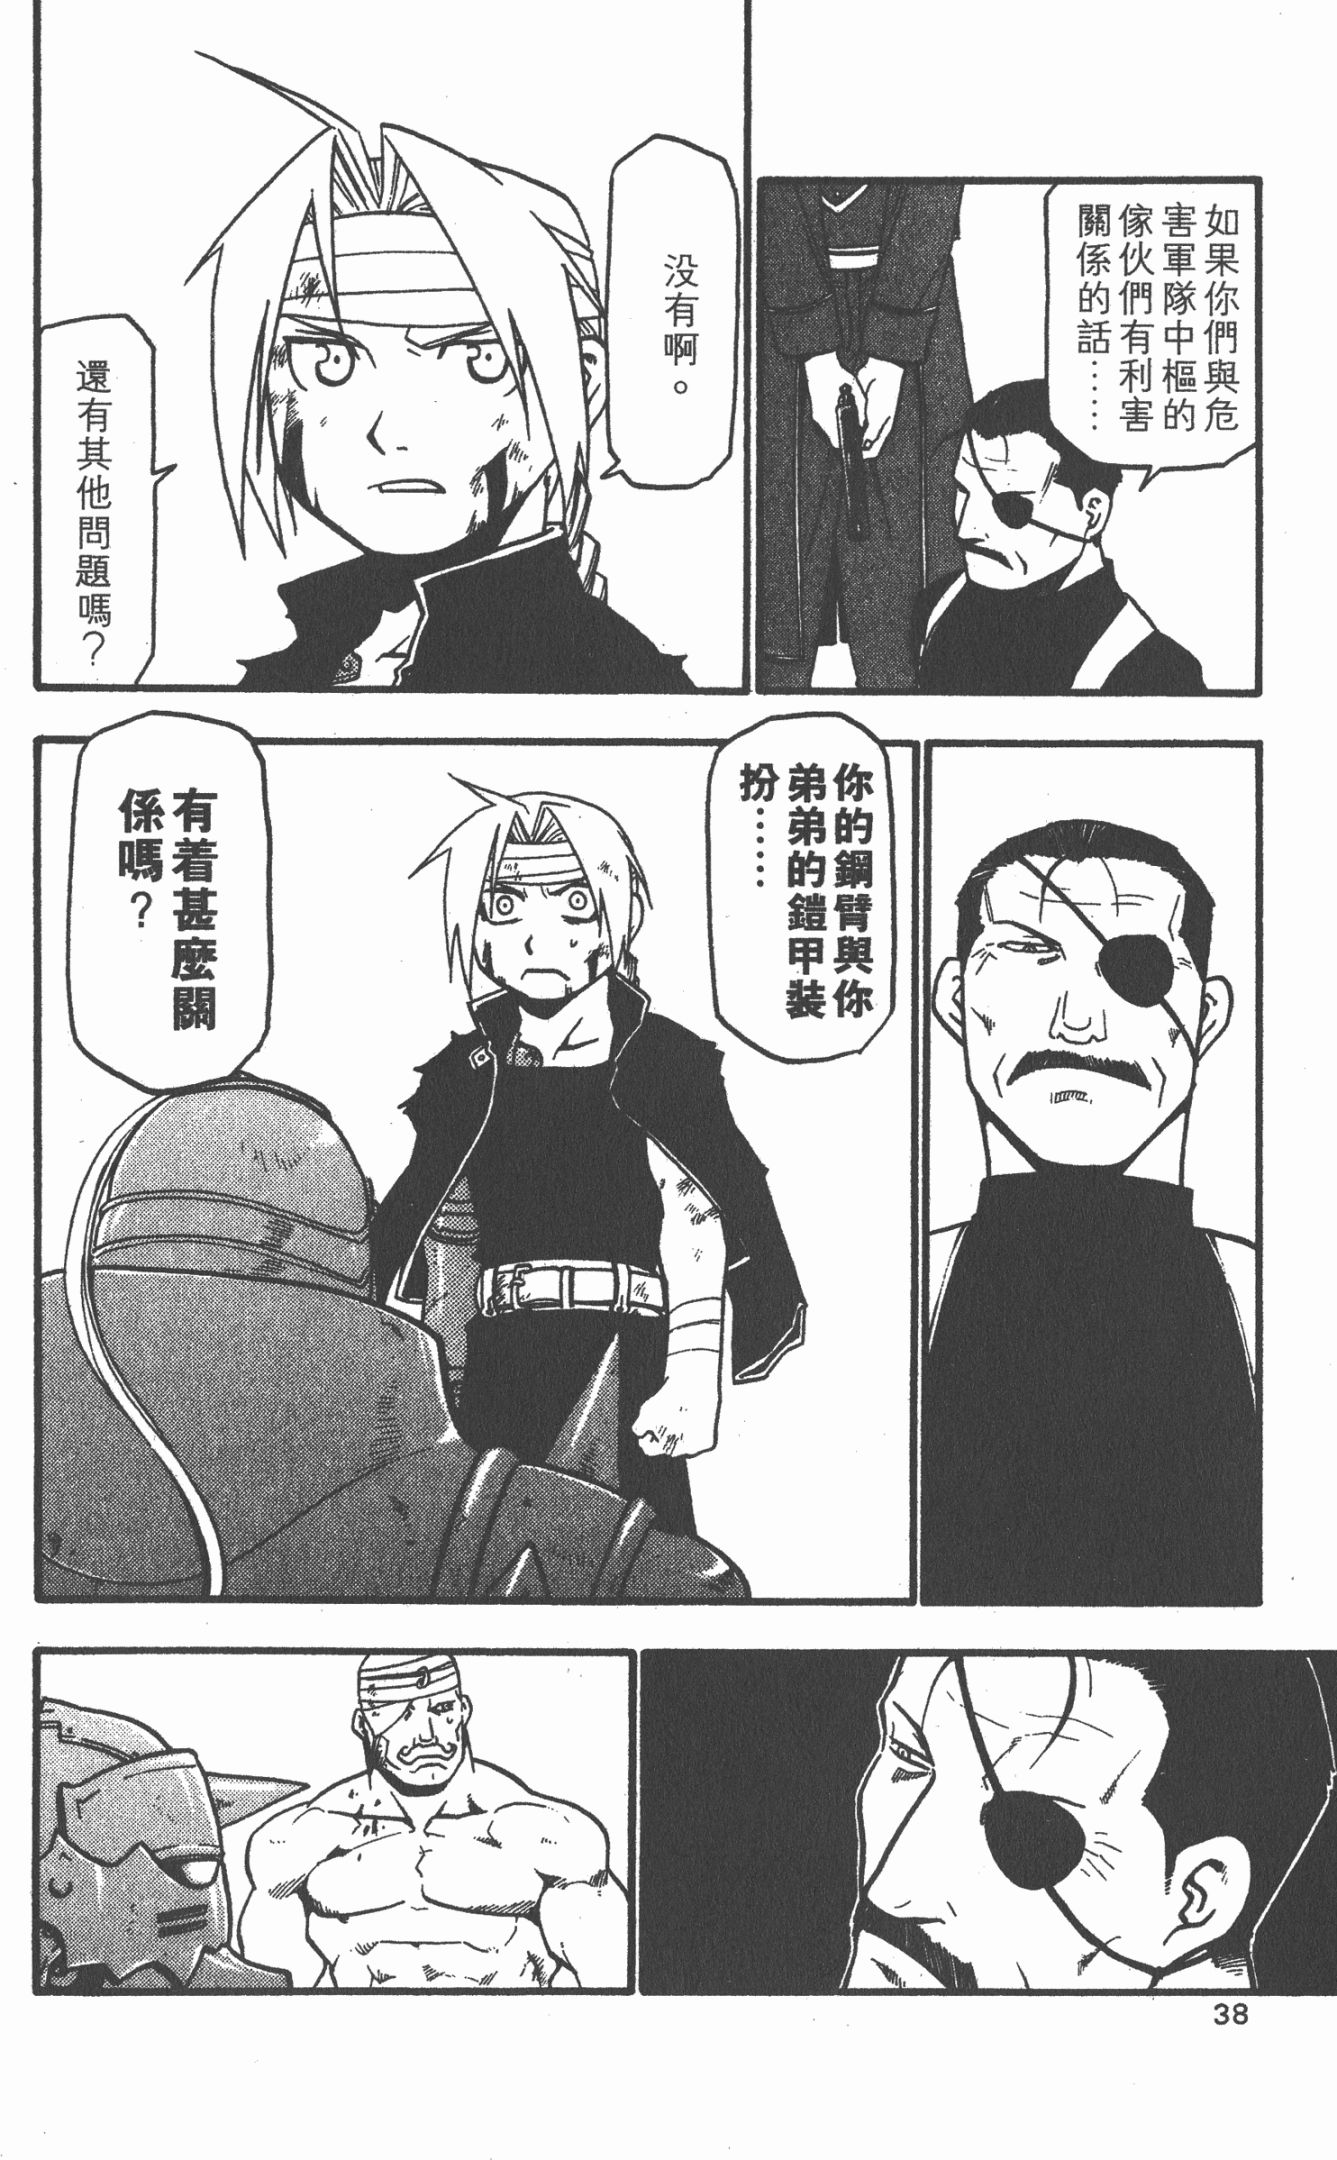 如果你們與危
害軍隊中樞的
傢伙們有利害
關係的話……
没有啊。
還有其他問題嗎？
你的鋼臂與你
弟弟的鎧甲裝
扮……
有着甚麼關
係嗎？
38